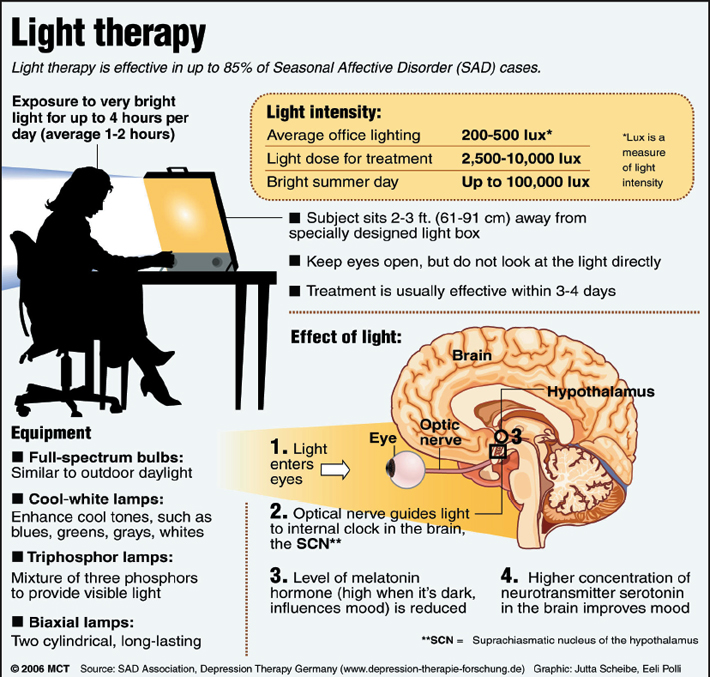 Light therapy
Light therapy is effective in up to 85% of Seasonal Affective Disorder (SAD) cases.
Exposure to very bright
light for up to 4 hours per
day (average 1-2 hours)
Light intensity:
Average office lighting 200-500 lux*
Light dose for treatment 2,500-10,000 lux
Bright summer day Up to 100,000 lux
*Lux is a
measure
of light
intensity
■ Subject sits 2-3 ft. (61-91 cm) away from
specially designed light box
■ Keep eyes open, but do not look at the light directly
■ Treatment is usually effective within 3-4 days
Effect of light:
Brain
Hypothalamus
Optic
nerve
Eye
3
1. Light
enters
eyes
2. Optical nerve guides light
to internal clock in the brain,
the SCN**
3. Level of melatonin
hormone (high when it's dark,
influences mood) is reduced
4. Higher concentration of
neurotransmitter serotonin
in the brain improves mood
**SCN = Suprachiasmatic nucleus of the hypothalamus
Equipment
■ Full-spectrum bulbs:
Similar to outdoor daylight
■ Cool-white lamps:
Enhance cool tones, such as
blues, greens, grays, whites
■ Triphosphor lamps:
Mixture of three phosphors
to provide visible light
■ Biaxial lamps:
Two cylindrical, long-lasting
© 2006 MCT Source: SAD Association, Depression Therapy Germany (www.depression-therapie-forschung.de) Graphic: Jutta Scheibe, Eeli Polli